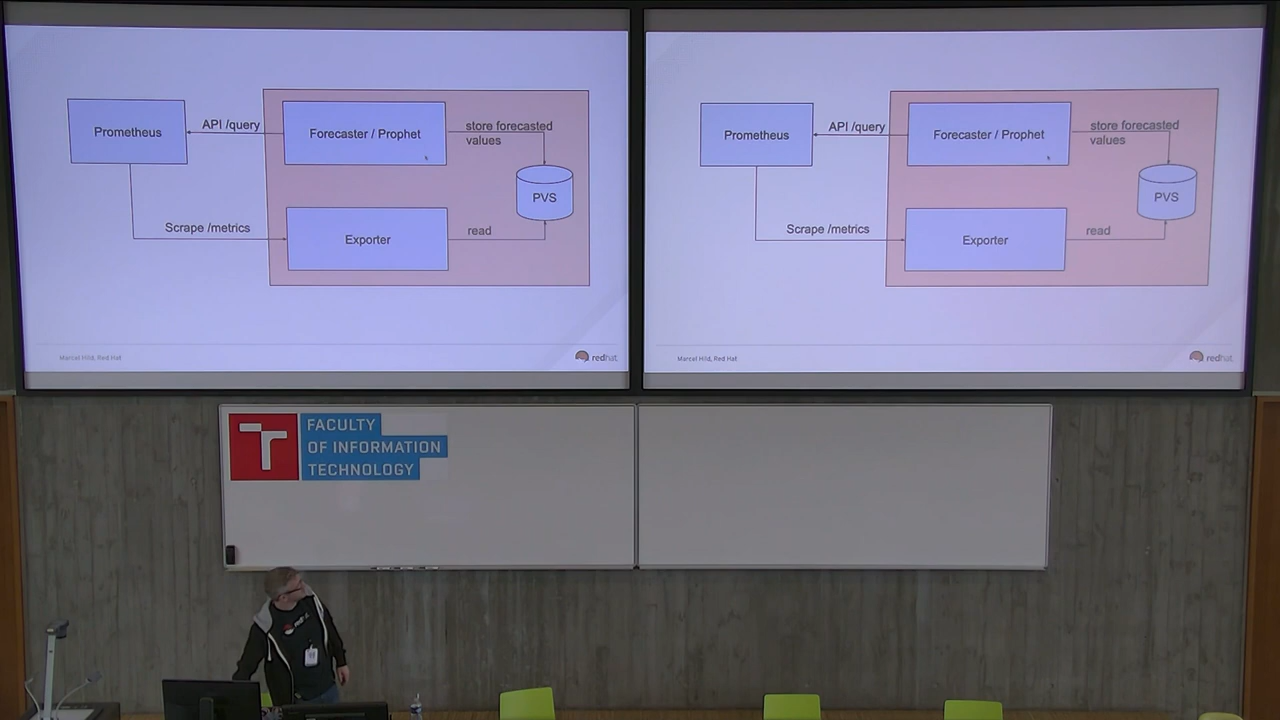 Prometheus
API /query
Forecaster / Prophet
store forecasted
values
PVS
Scrape /metrics
Exporter
read
Marcel Hild, Red Hat
redhat
Prometheus
API /query
Forecaster / Prophet
store forecasted
values
PVS
Scrape /metrics
Exporter
read
Marcel Hild, Red Hat
redhat
FACULTY
OF INFORMATION
TECHNOLOGY